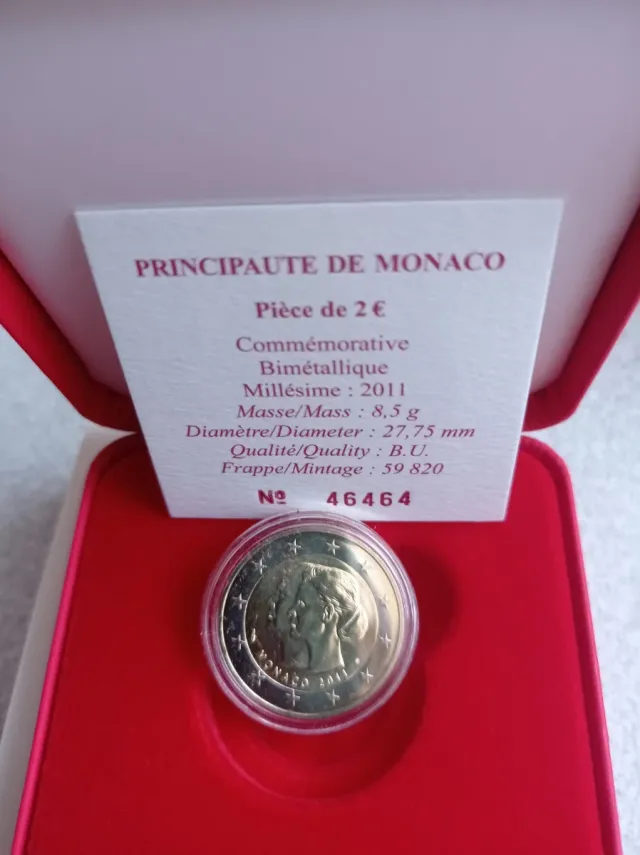 PRINCIPAUTE DE MONACO
Pièce de 2 €
Commémorative
Bimétallique
Millésime : 2011
Masse/Mass : 8,5 g
Diamètre/Diameter : 27,75 mm
Qualité/Quality : B.U.
Frappe/Mintage : 59 820
Nº 46464
MONACO 2011